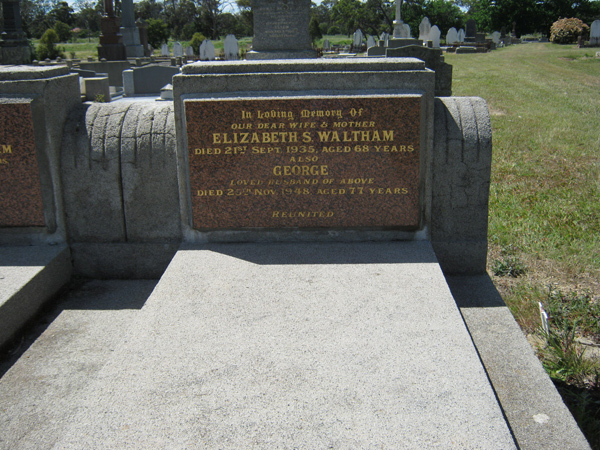 In Loving Memory Of
OUR DEAR WIFE & MOTHER
ELIZABETH S. WALTHAM
DIED 21ST SEPT. 1935, AGED 68 YEARS
ALSO
GEORGE
LOVED HUSBAND OF ABOVE
DIED NOV. 1948, AGED 77 YEARS
REUNITED